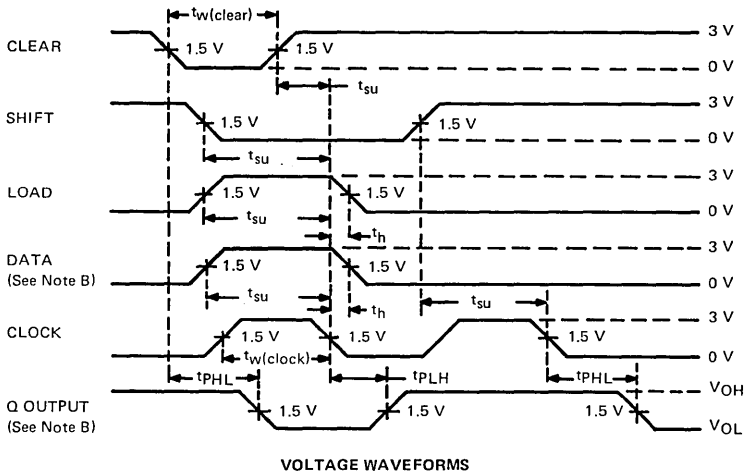 tw(clear)
CLEAR 1.5 V 1.5 V 3 V
0 V
tsu
SHIFT 1.5 V 1.5 V 3 V
0 V
tsu
LOAD 1.5 V 1.5 V 3 V
0 V
tsu th
DATA 1.5 V 1.5 V 3 V
(See Note B) 0 V
tsu th tsu
CLOCK 1.5 V 1.5 V 1.5 V 3 V
0 V
tw(clock)
tPHL tPLH tPHL
Q OUTPUT 1.5 V 1.5 V 1.5 V VOH
(See Note B) VOL
VOLTAGE WAVEFORMS